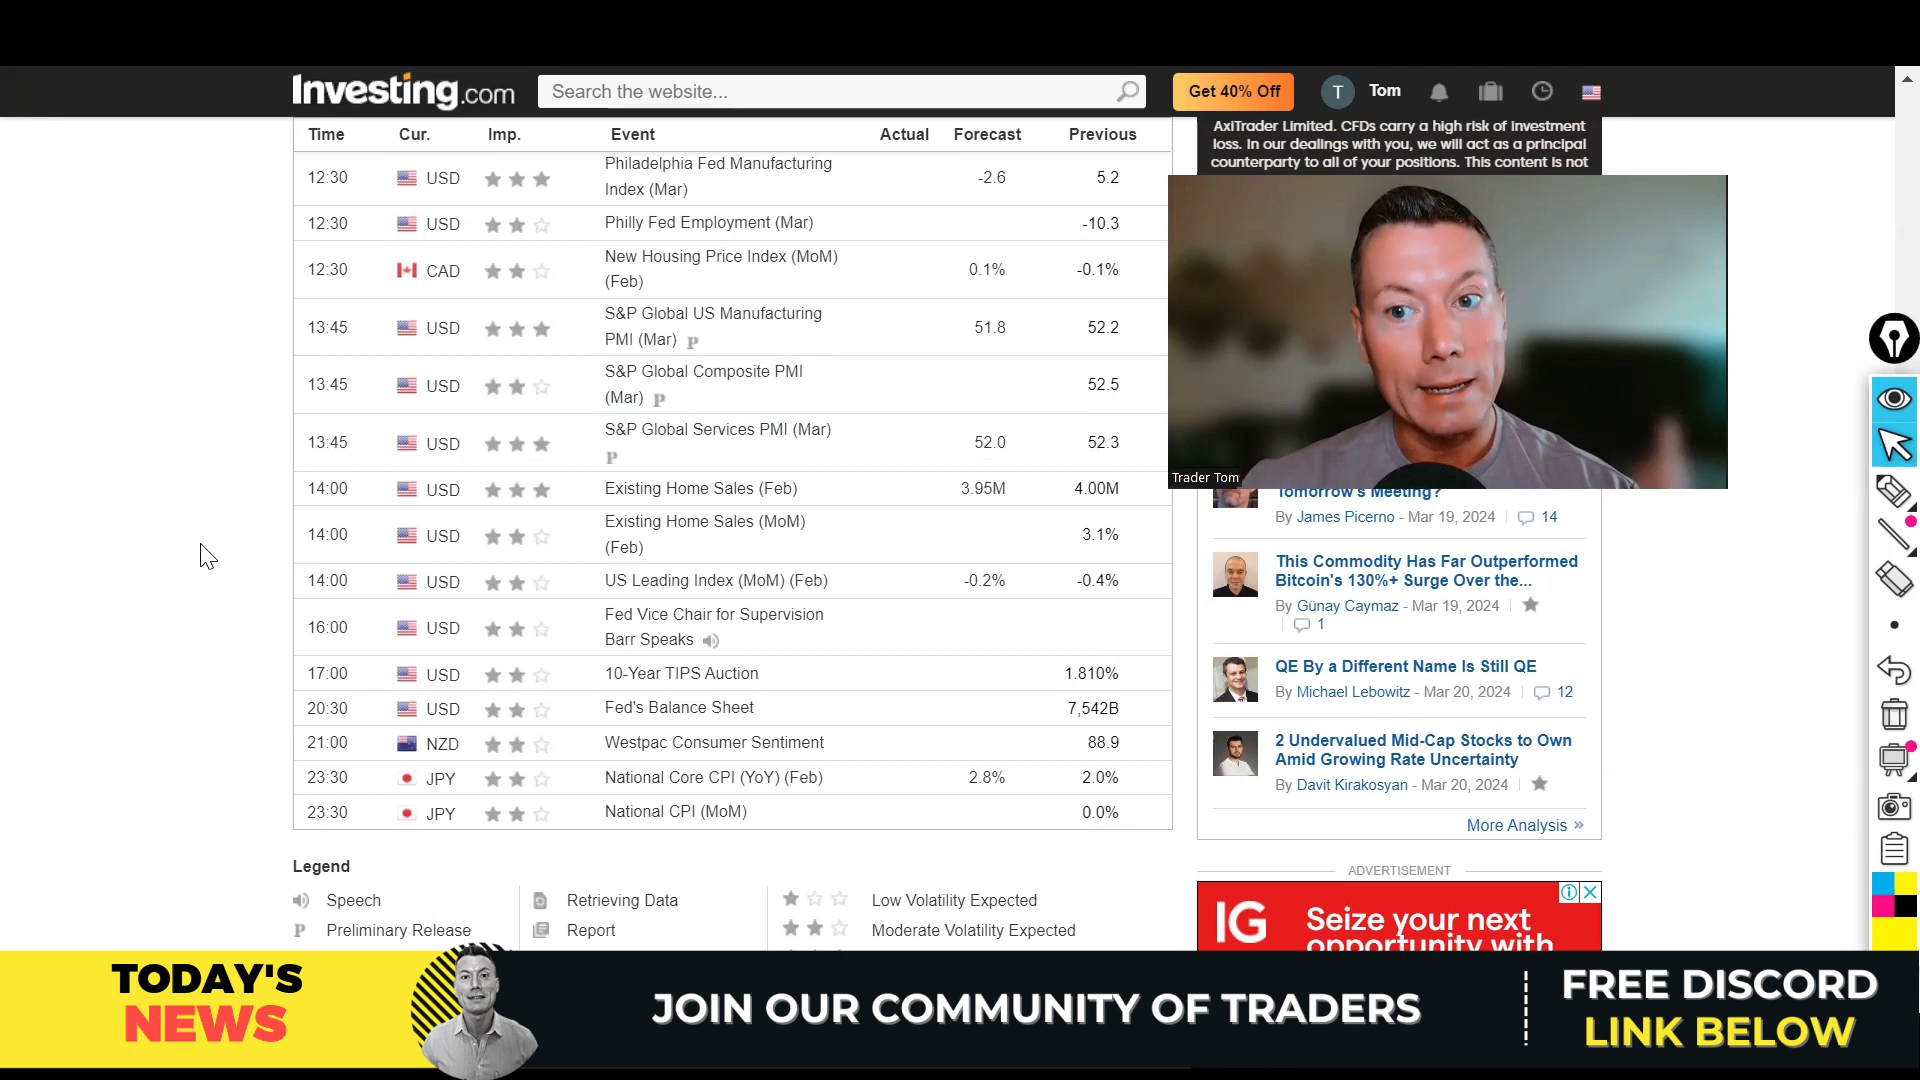 Investing.com
Search the website...
Get 40% Off
T
Tom
Time Cur. Imp. Event Actual Forecast Previous
12:30 USD Philadelphia Fed Manufacturing Index (Mar) -2.6 5.2
12:30 USD Philly Fed Employment (Mar) -10.3
12:30 CAD New Housing Price Index (MoM) (Feb) 0.1% -0.1%
13:45 USD S&P Global US Manufacturing PMI (Mar) P 51.8 52.2
13:45 USD S&P Global Composite PMI (Mar) P 52.5
13:45 USD S&P Global Services PMI (Mar) P 52.0 52.3
14:00 USD Existing Home Sales (Feb) 3.95M 4.00M
14:00 USD Existing Home Sales (MoM) (Feb) 3.1%
14:00 USD US Leading Index (MoM) (Feb) -0.2% -0.4%
16:00 USD Fed Vice Chair for Supervision Barr Speaks
17:00 USD 10-Year TIPS Auction 1.810%
20:30 USD Fed's Balance Sheet 7,542B
21:00 NZD Westpac Consumer Sentiment 88.9
23:30 JPY National Core CPI (YoY) (Feb) 2.8% 2.0%
23:30 JPY National CPI (MoM) 0.0%
Legend
Speech
Retrieving Data
Low Volatility Expected
P Preliminary Release
Report
Moderate Volatility Expected
AxiTrader Limited. CFDs carry a high risk of investment
loss. In our dealings with you, we will act as a principal
counterparty to all of your positions. This content is not
Trader Tom
Tomorrow's Meeting?
By James Picerno - Mar 19, 2024 14
This Commodity Has Far Outperformed
Bitcoin's 130%+ Surge Over the...
By Günay Caymaz - Mar 19, 2024
1
QE By a Different Name Is Still QE
By Michael Lebowitz - Mar 20, 2024 12
2 Undervalued Mid-Cap Stocks to Own
Amid Growing Rate Uncertainty
By Davit Kirakosyan - Mar 20, 2024
More Analysis »
ADVERTISEMENT
IG
Seize your next
opportunity with
TODAY'S
NEWS
JOIN OUR COMMUNITY OF TRADERS
FREE DISCORD
LINK BELOW